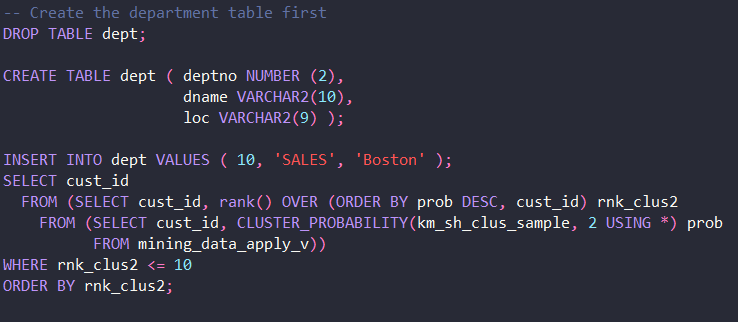 -- Create the department table first
DROP TABLE dept;

CREATE TABLE dept ( deptno NUMBER (2),
                    dname VARCHAR2(10),
                    loc VARCHAR2(9) );

INSERT INTO dept VALUES ( 10, 'SALES', 'Boston' );
SELECT cust_id
  FROM (SELECT cust_id, rank() OVER (ORDER BY prob DESC, cust_id) rnk_clus2
    FROM (SELECT cust_id, CLUSTER_PROBABILITY(km_sh_clus_sample, 2 USING *) prob
          FROM mining_data_apply_v))
WHERE rnk_clus2 <= 10
ORDER BY rnk_clus2;